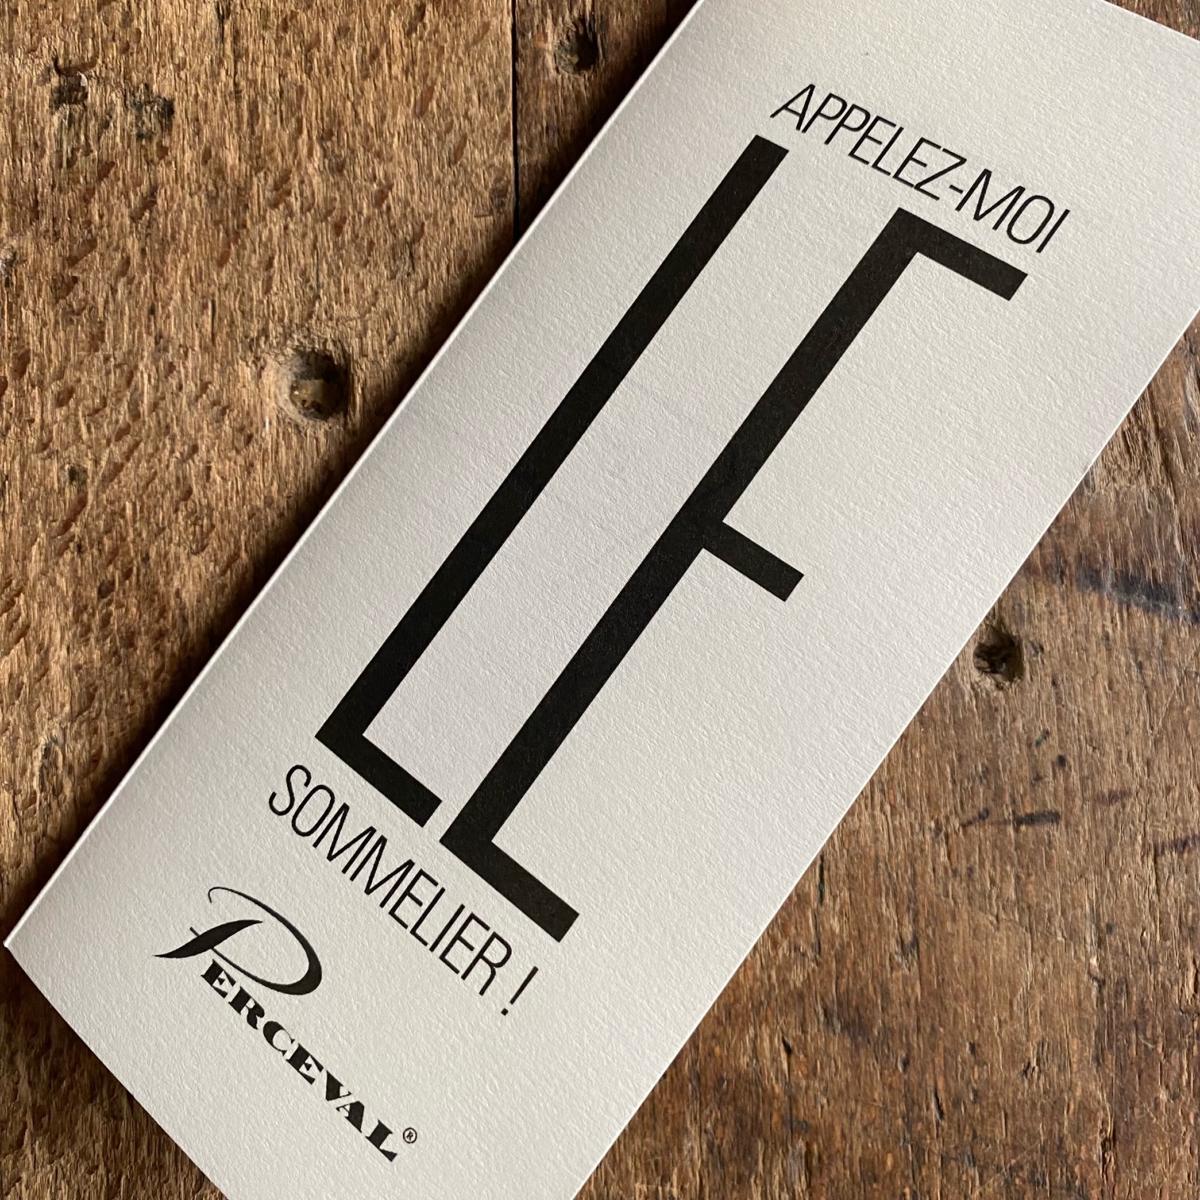 APPELEZ-MOI
LE
SOMMELIER !
PERCEVAL®